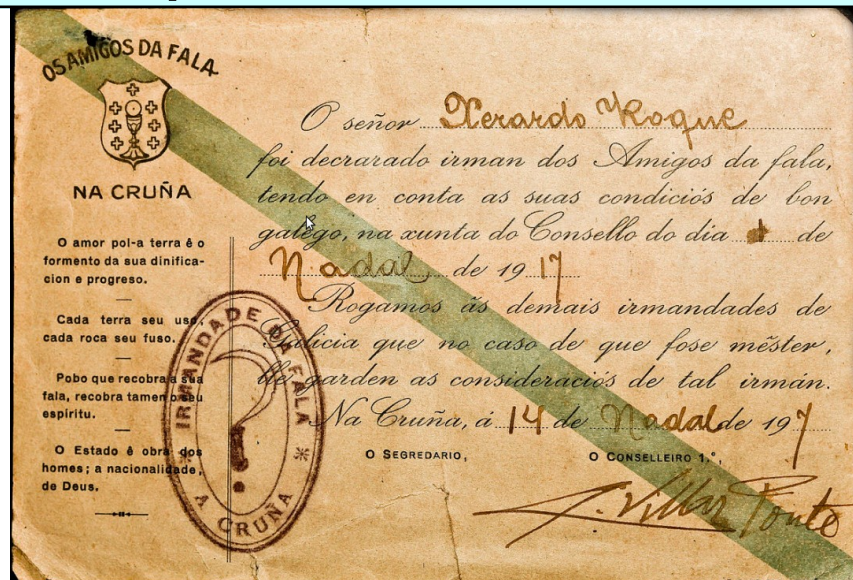 OS AMIGOS DA FALA
NA CRUÑA
O amor pol-a terra é o
formento da sua dinifica-
cion e progreso.
Cada terra seu uso,
cada roca seu fuso.
Pobo que recobra a sua
fala, recobra tamen o seu
espiritu.
O Estado é obra dos
homes; a nacionalidade,
de Deus.
IRMANDADE DA FALA
A CRUÑA
O señor Xerardo Roque
foi decrarado irman dos Amigos da fala,
tendo en conta as suas condiciós de bon
galego, na xunta do Consello do dia de
Nadal de 1917
Rogamos ás demais irmandades de
Galicia que no caso de que fose mêster,
lle garden as consideraciós de tal irmán.
Na Cruña, á 14 de Nadal de 197
O SEGREDARIO,
O CONSELLEIRO 1.º,
A. Villar Ponte